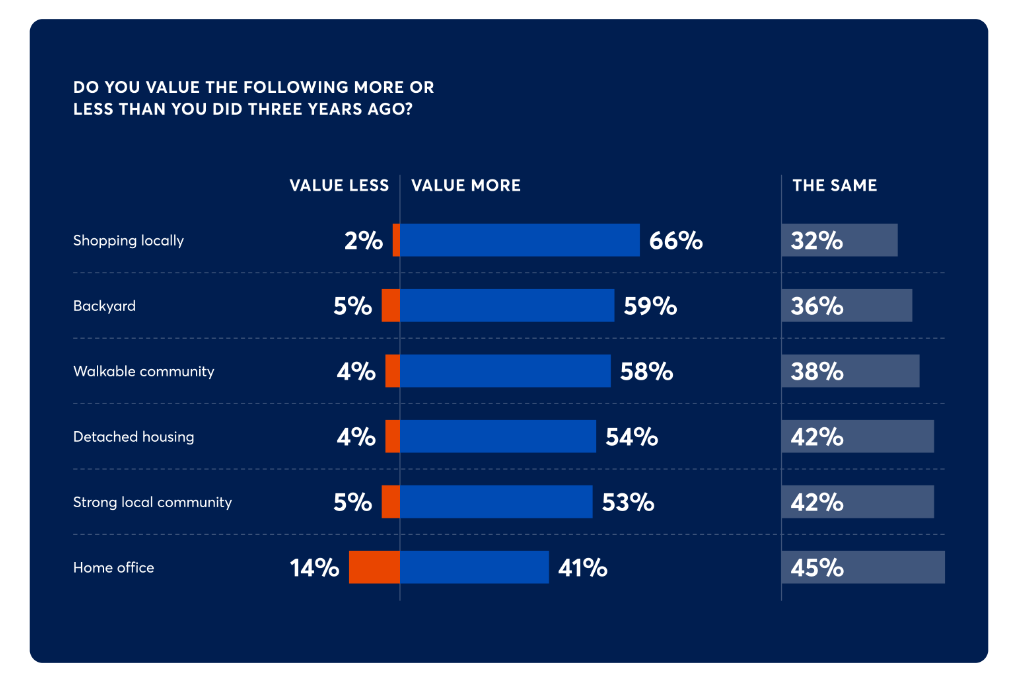 DO YOU VALUE THE FOLLOWING MORE OR
LESS THAN YOU DID THREE YEARS AGO?
VALUE LESS VALUE MORE THE SAME
Shopping locally 2% 66% 32%
Backyard 5% 59% 36%
Walkable community 4% 58% 38%
Detached housing 4% 54% 42%
Strong local community 5% 53% 42%
Home office 14% 41% 45%